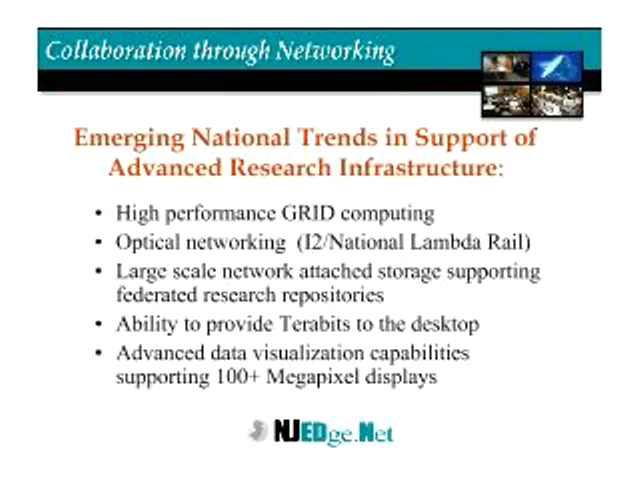 Collaboration through Networking
Emerging National Trends in Support of
Advanced Research Infrastructure:
• High performance GRID computing
• Optical networking (I2/National Lambda Rail)
• Large scale network attached storage supporting
federated research repositories
• Ability to provide Terabits to the desktop
• Advanced data visualization capabilities
supporting 100+ Megapixel displays
NJEDge.Net